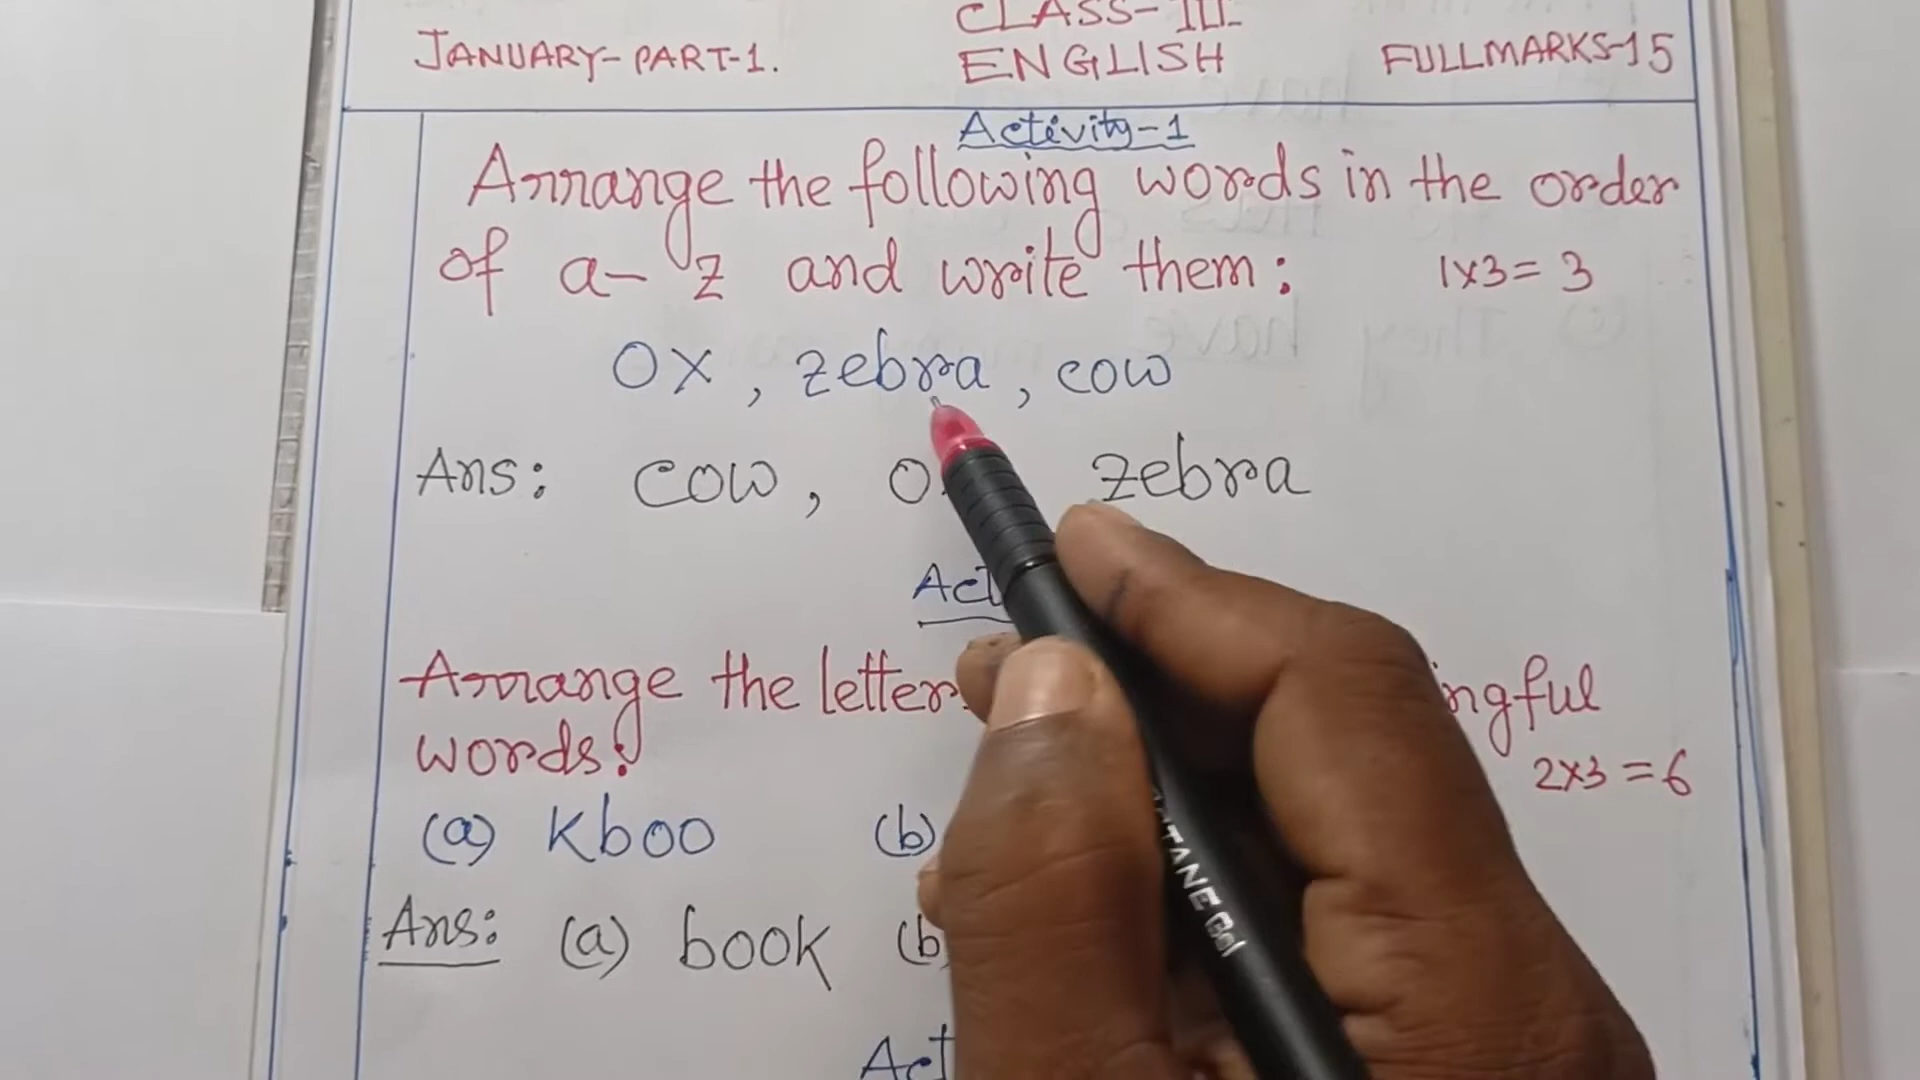 CLASS-III
JANUARY-PART-1. ENGLISH FULLMARKS-15
Activity-1
Arrange the following words in the order
of a-z and write them: 1x3=3
ox, zebra, cow
Ans: cow, zebra
Arrange the letter
words: 2x3=6
(a) Kboo (b)
Ans: (a) book